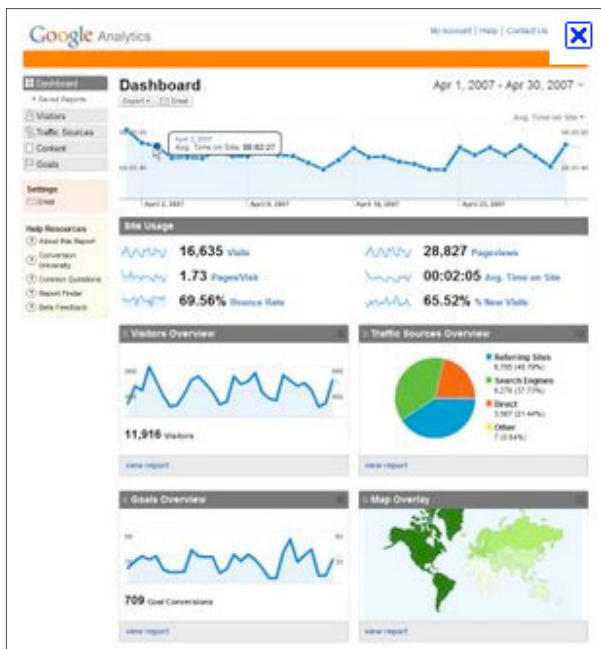 Google Analytics
My Account | Help | Contact Us
Dashboard
Saved Reports
Visitors
Traffic Sources
Content
Goals
Settings
Email
Help Resources
About this Report
Conversion University
Common Questions
Report Finder
Beta Feedback
Dashboard
Apr 1, 2007 - Apr 30, 2007
Export Email
Avg. Time on Site
Avg. Time on Site: 00:02:27
April 2, 2007
April 9, 2007
April 16, 2007
April 23, 2007
Site Usage
16,635 Visits
28,827 Pageviews
1.73 Pages/Visit
00:02:05 Avg. Time on Site
69.56% Bounce Rate
65.52% % New Visits
Visitors Overview
11,916 Visitors
view report
Traffic Sources Overview
Referring Sites
Search Engines
Direct
Other
view report
Goals Overview
709 Goal Conversions
view report
Map Overlay
view report